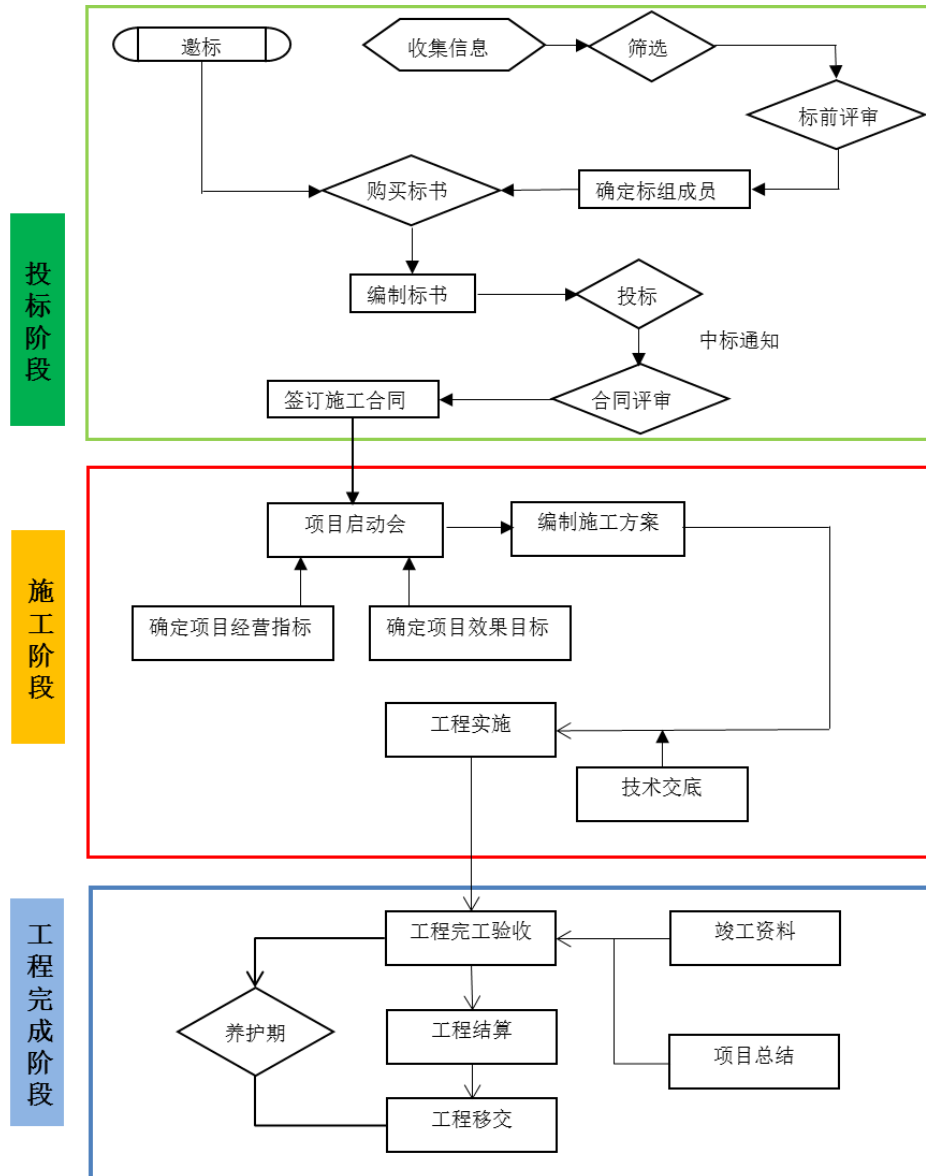 投标阶段
邀标
收集信息
筛选
标前评审
购买标书
确定标组成员
编制标书
投标
中标通知
签订施工合同
合同评审
施工阶段
项目启动会
编制施工方案
确定项目经营指标
确定项目效果目标
工程实施
技术交底
工程完成阶段
工程完工验收
竣工资料
养护期
工程结算
项目总结
工程移交